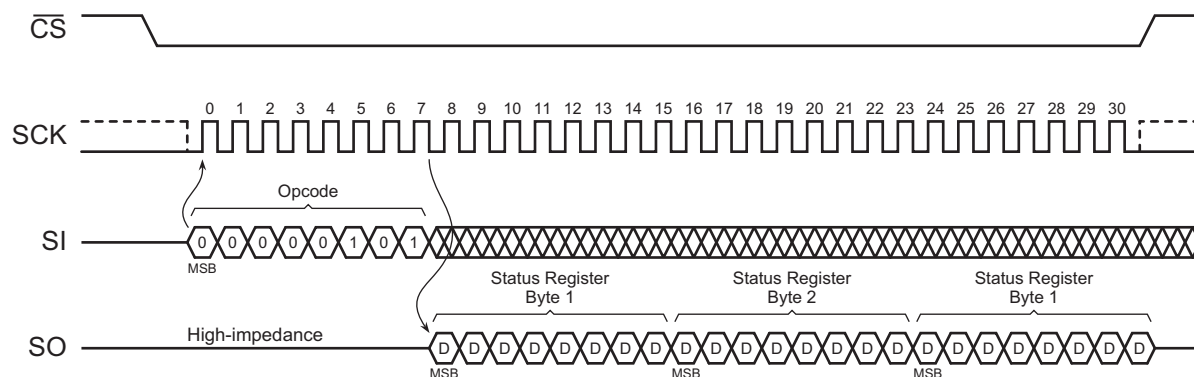 CS
0 1 2 3 4 5 6 7 8 9 10 11 12 13 14 15 16 17 18 19 20 21 22 23 24 25 26 27 28 29 30
SCK
Opcode
SI 0 0 0 0 0 1 0 1
MSB
Status Register Status Register Status Register
Byte 1 Byte 2 Byte 1
High-impedance
SO D D D D D D D D D D D D D D D D D D D D D D D D
MSB MSB MSB